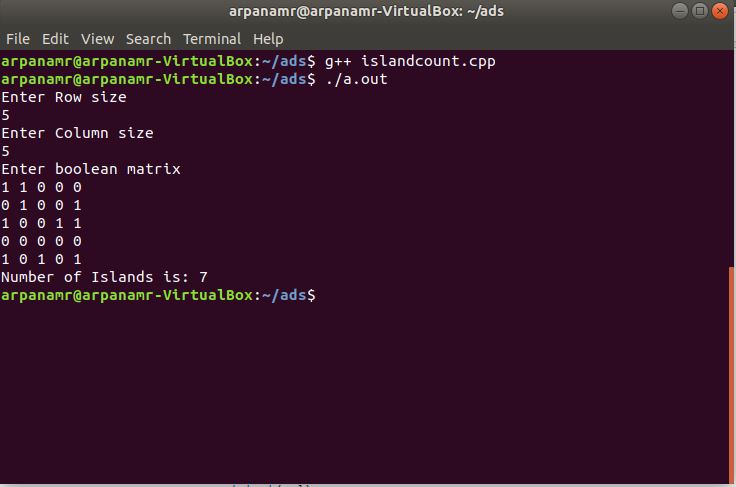 arpanamr@arpanamr-VirtualBox: ~/ads
File Edit View Search Terminal Help
arpanamr@arpanamr-VirtualBox:~/ads$ g++ islandcount.cpp
arpanamr@arpanamr-VirtualBox:~/ads$ ./a.out
Enter Row size
5
Enter Column size
5
Enter boolean matrix
1 1 0 0 0
0 1 0 0 1
1 0 0 1 1
0 0 0 0 0
1 0 1 0 1
Number of Islands is: 7
arpanamr@arpanamr-VirtualBox:~/ads$